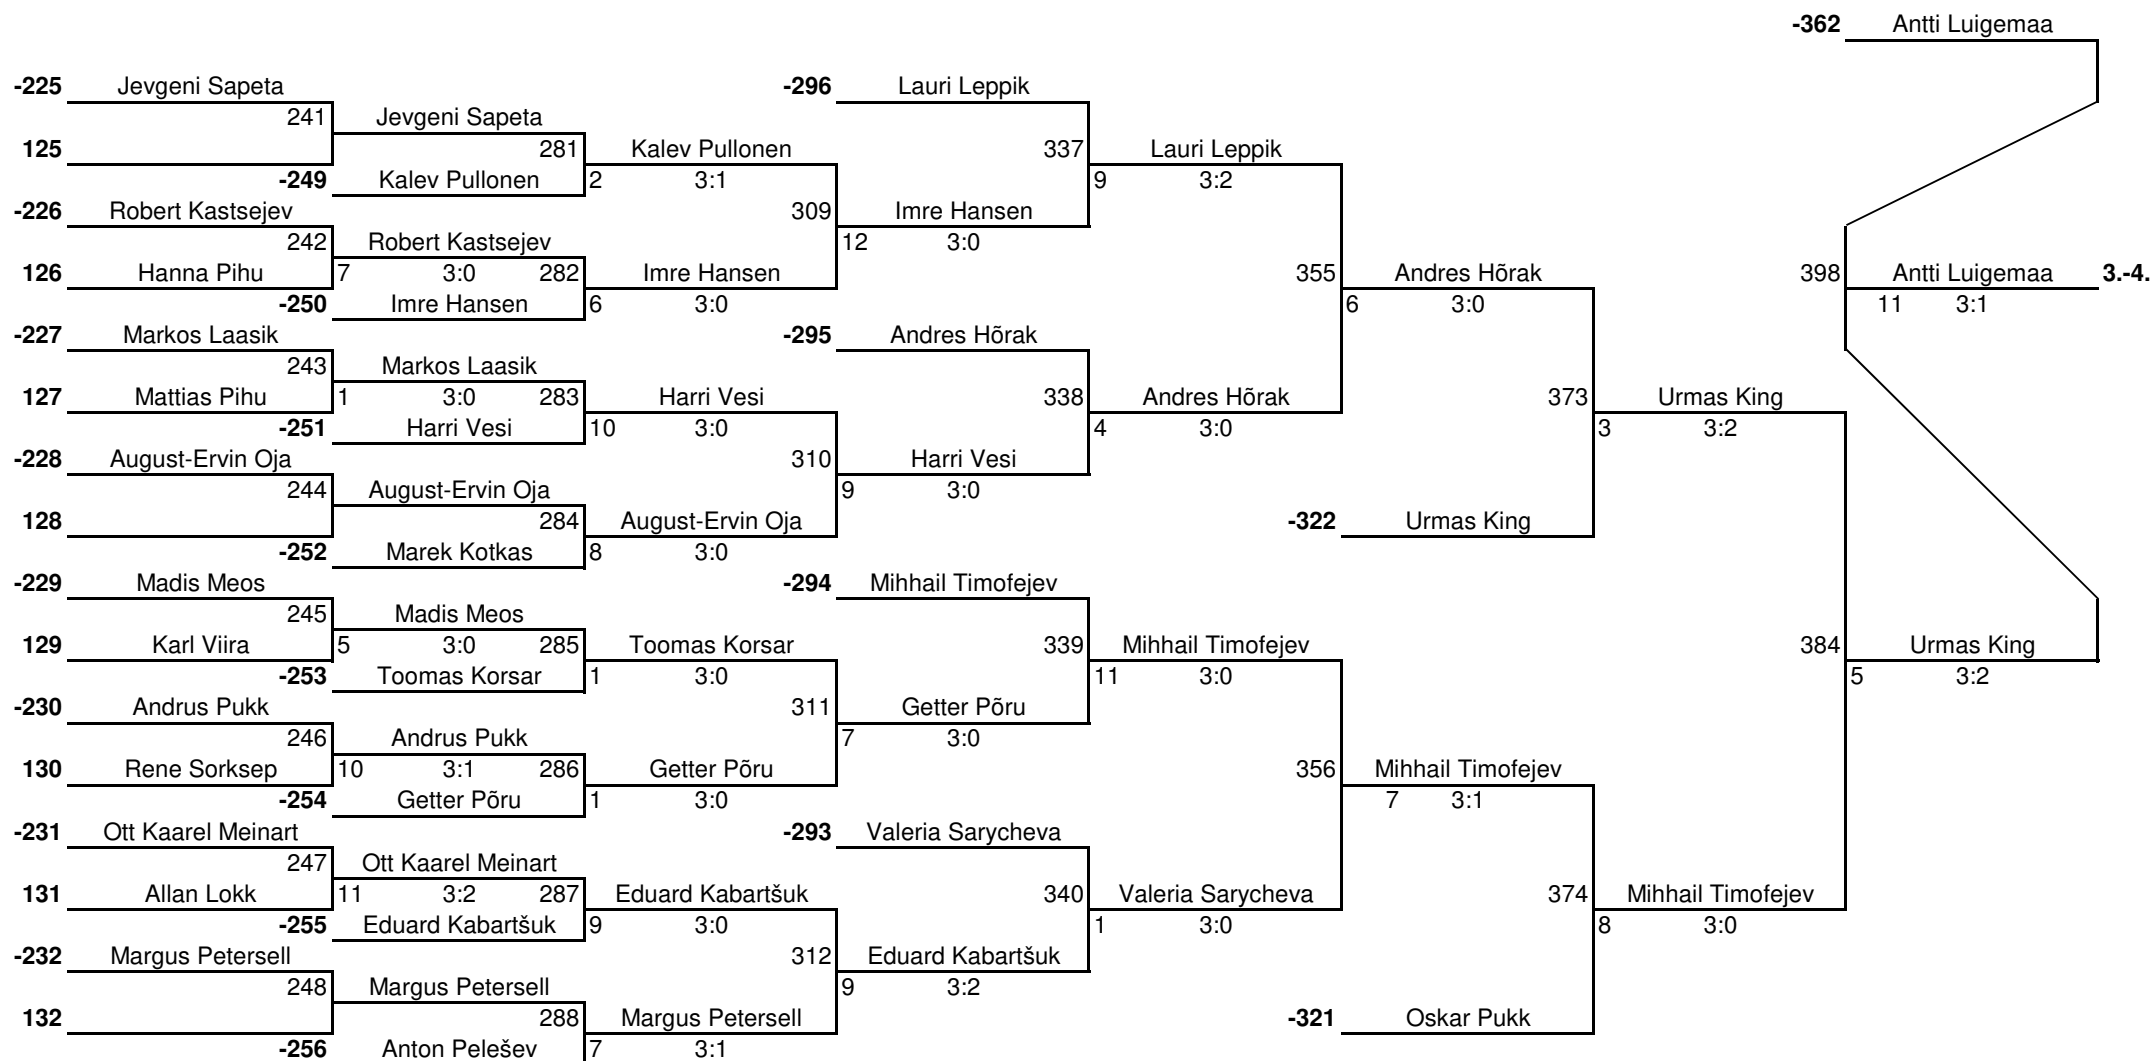 -362 Antti Luigemaa
-225 Jevgeni Sapeta -296 Lauri Leppik
241 Jevgeni Sapeta
125 281 Kalev Pullonen 337 Lauri Leppik
-249 Kalev Pullonen 2 3:1 9 3:2
-226 Robert Kastsejev 309 Imre Hansen
242 Robert Kastsejev 12 3:0
126 Hanna Pihu 7 3:0 282 Imre Hansen 355 Andres Hõrak 398 Antti Luigemaa 3.-4.
-250 Imre Hansen 6 3:0 6 3:0 11 3:1
-227 Markos Laasik -295 Andres Hõrak
243 Markos Laasik
127 Mattias Pihu 1 3:0 283 Harri Vesi 338 Andres Hõrak 373 Urmas King
-251 Harri Vesi 10 3:0 4 3:0 3 3:2
-228 August-Ervin Oja 310 Harri Vesi
244 August-Ervin Oja 9 3:0
128 284 August-Ervin Oja -322 Urmas King
-252 Marek Kotkas 8 3:0
-229 Madis Meos -294 Mihhail Timofejev
245 Madis Meos
129 Karl Viira 5 3:0 285 Toomas Korsar 339 Mihhail Timofejev 384 Urmas King
-253 Toomas Korsar 1 3:0 11 3:0 5 3:2
-230 Andrus Pukk 311 Getter Põru
246 Andrus Pukk 7 3:0
130 Rene Sorksep 10 3:1 286 Getter Põru 356 Mihhail Timofejev
-254 Getter Põru 1 3:0 7 3:1
-231 Ott Kaarel Meinart -293 Valeria Sarycheva
247 Ott Kaarel Meinart
131 Allan Lokk 11 3:2 287 Eduard Kabartšuk 340 Valeria Sarycheva 374 Mihhail Timofejev
-255 Eduard Kabartšuk 9 3:0 1 3:0 8 3:0
-232 Margus Petersell 312 Eduard Kabartšuk
248 Margus Petersell 9 3:2
132 288 Margus Petersell -321 Oskar Pukk
-256 Anton Pelešev 7 3:1